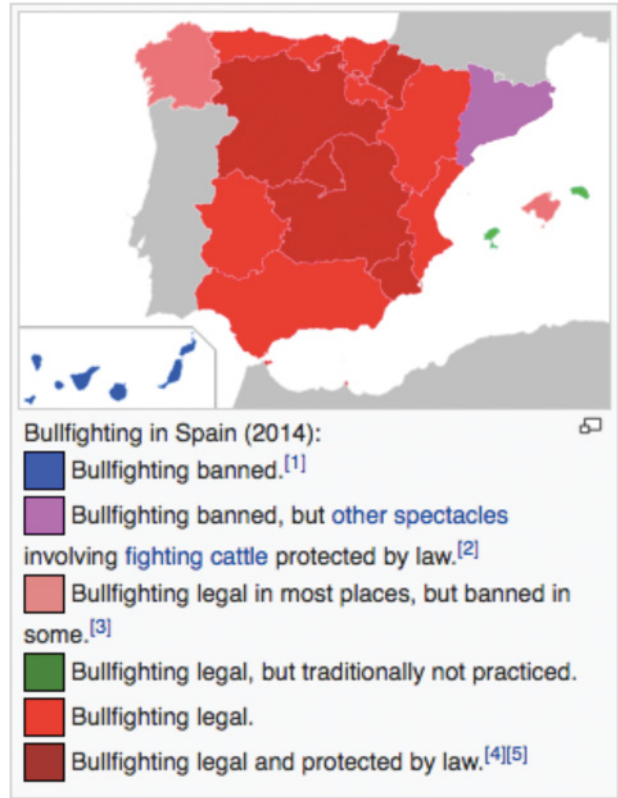 Bullfighting in Spain (2014):
Bullfighting banned.[1]
Bullfighting banned, but other spectacles
involving fighting cattle protected by law.[2]
Bullfighting legal in most places, but banned in
some.[3]
Bullfighting legal, but traditionally not practiced.
Bullfighting legal.
Bullfighting legal and protected by law.[4][5]